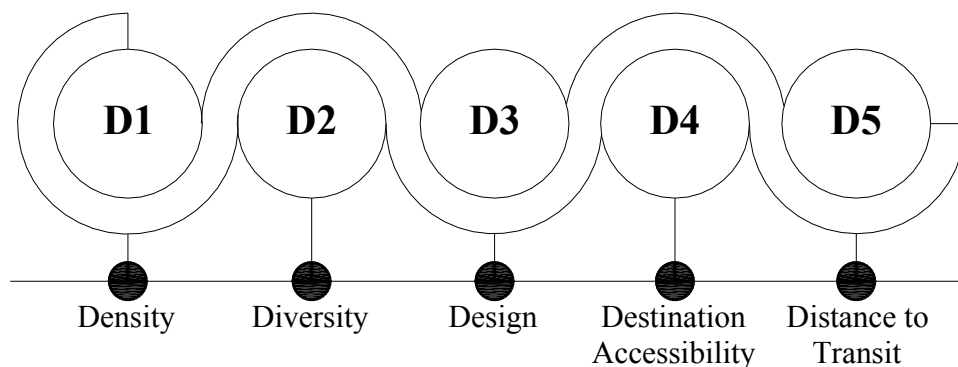 D1 D2 D3 D4 D5
Density Diversity Design Destination Distance to
Accessibility Transit